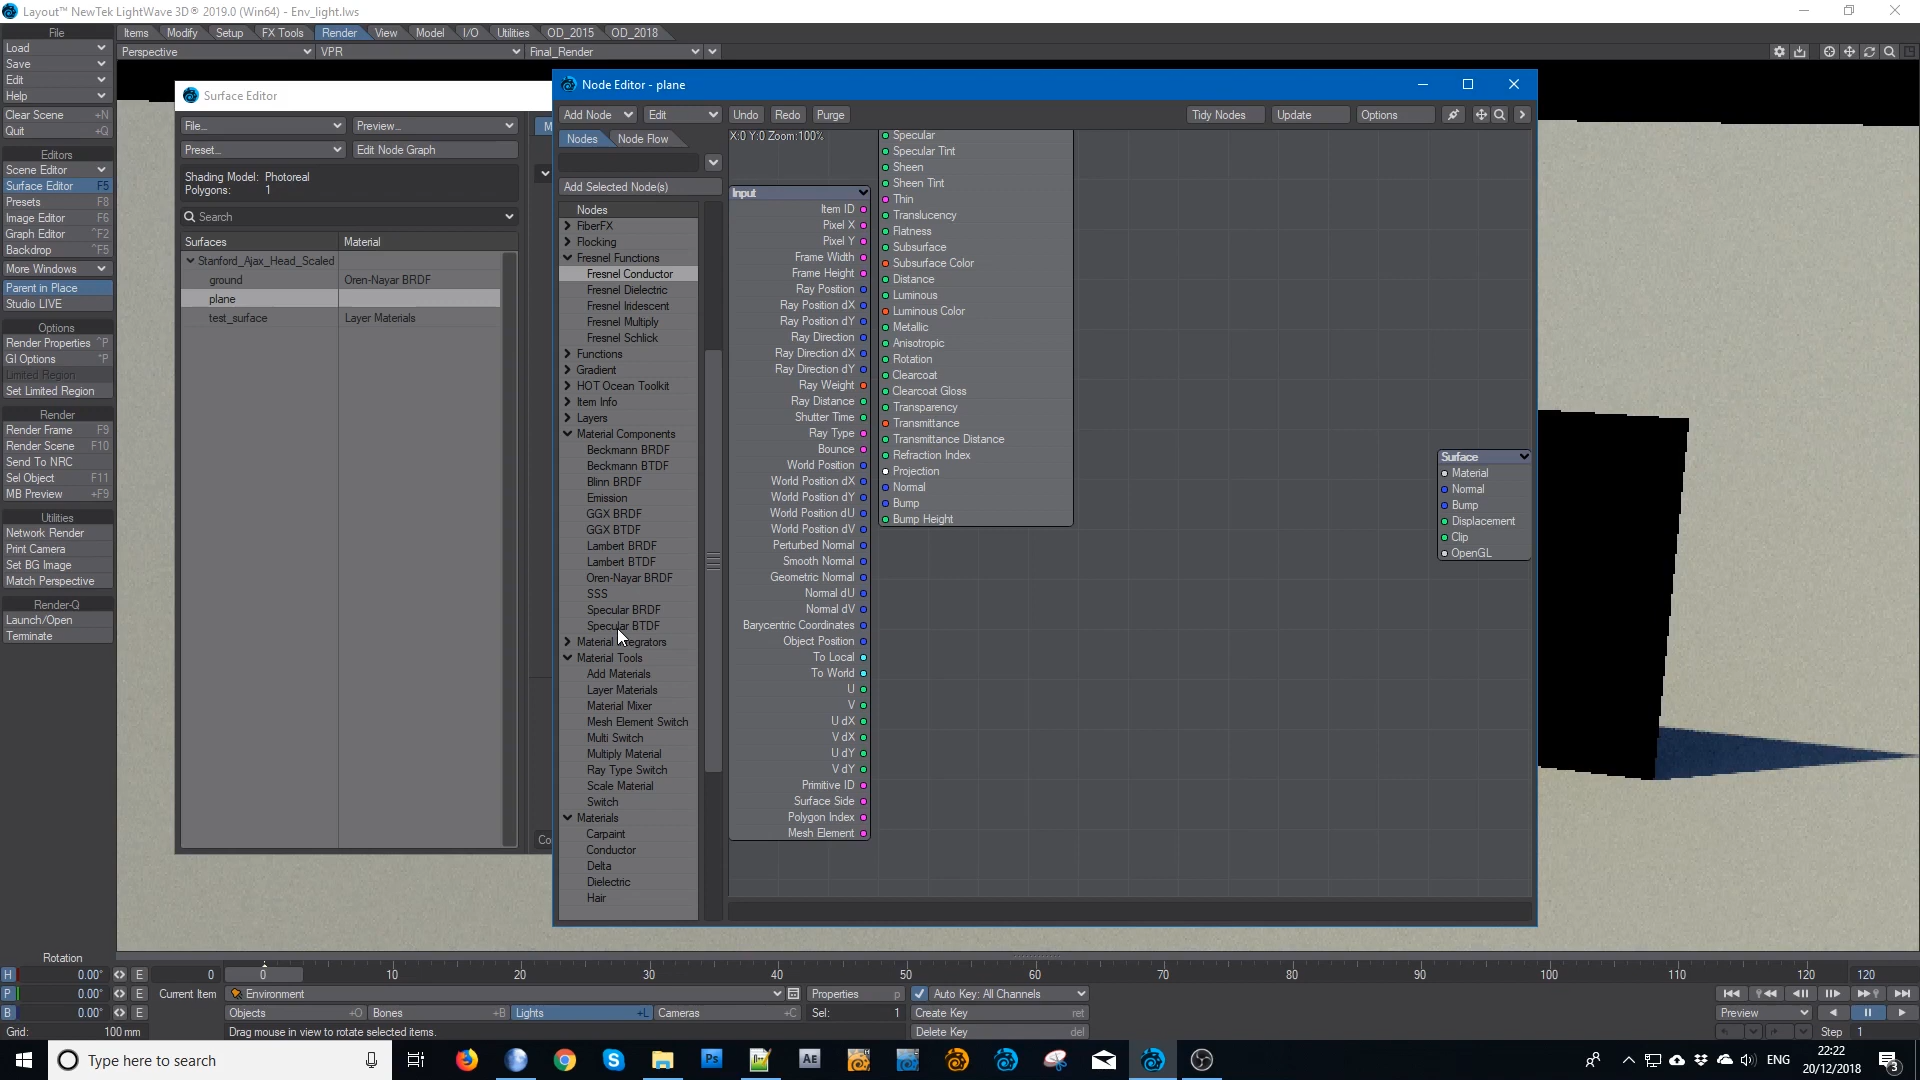 Layout™ NewTek LightWave 3D® 2019.0 (Win64) - Env_light.lws
File
Items Modify Setup FX Tools Render View Model I/O Utilities OD_2015 OD_2018
Load
Perspective VPR Final_Render
Save
Edit
Help
Clear Scene +N
Quit +Q
Editors
Scene Editor
Surface Editor F5
Presets F8
Image Editor F6
Graph Editor ^F2
Backdrop ^F5
More Windows
Parent in Place
Studio LIVE
Options
Render Properties ^P
GI Options *P
Limited Region
Set Limited Region
Render
Render Frame F9
Render Scene F10
Send To NRC
Sel Object F11
MB Preview +F9
Utilities
Network Render
Print Camera
Set BG Image
Match Perspective
Render-Q
Launch/Open
Terminate
Surface Editor
File... Preview...
Preset... Edit Node Graph
Shading Model: Photoreal
Polygons: 1
Search
Surfaces Material
Stanford_Ajax_Head_Scaled
ground Oren-Nayar BRDF
plane
test_surface Layer Materials
M
Co
Node Editor - plane
Add Node Edit Undo Redo Purge Tidy Nodes Update Options
Nodes Node Flow
X:0 Y:0 Zoom:100%
Add Selected Node(s)
Nodes
FiberFX
Flocking
Fresnel Functions
Fresnel Conductor
Fresnel Dielectric
Fresnel Iridescent
Fresnel Multiply
Fresnel Schlick
Functions
Gradient
HOT Ocean Toolkit
Item Info
Layers
Material Components
Beckmann BRDF
Beckmann BTDF
Blinn BRDF
Emission
GGX BRDF
GGX BTDF
Lambert BRDF
Lambert BTDF
Oren-Nayar BRDF
SSS
Specular BRDF
Specular BTDF
Material Integrators
Material Tools
Add Materials
Layer Materials
Material Mixer
Mesh Element Switch
Multi Switch
Multiply Material
Ray Type Switch
Scale Material
Switch
Materials
Carpaint
Conductor
Delta
Dielectric
Hair
Input
Item ID
Pixel X
Pixel Y
Frame Width
Frame Height
Ray Position
Ray Position dX
Ray Position dY
Ray Direction
Ray Direction dX
Ray Direction dY
Ray Weight
Ray Distance
Shutter Time
Ray Type
Bounce
World Position
World Position dX
World Position dY
World Position dU
World Position dV
Perturbed Normal
Smooth Normal
Geometric Normal
Normal dU
Normal dV
Barycentric Coordinates
Object Position
To Local
To World
U
V
U dX
V dX
U dY
V dY
Primitive ID
Surface Side
Polygon Index
Mesh Element
Specular
Specular Tint
Sheen
Sheen Tint
Thin
Translucency
Flatness
Subsurface
Subsurface Color
Distance
Luminous
Luminous Color
Metallic
Anisotropic
Rotation
Clearcoat
Clearcoat Gloss
Transparency
Transmittance
Transmittance Distance
Refraction Index
Projection
Normal
Bump
Bump Height
Surface
Material
Normal
Bump
Displacement
Clip
OpenGL
Rotation
H 0.00° E 0 0 10 20 30 40 50 60 70 80 90 100 110 120 120
P 0.00° E Current Item Environment Properties p Auto Key: All Channels
B 0.00° E Objects +O Bones +B Lights +L Cameras +C Sel: 1 Create Key ret Preview
Grid: 100 mm Drag mouse in view to rotate selected items. Delete Key del Step 1
Type here to search
Ps
AE
ENG
22:22
20/12/2018
3